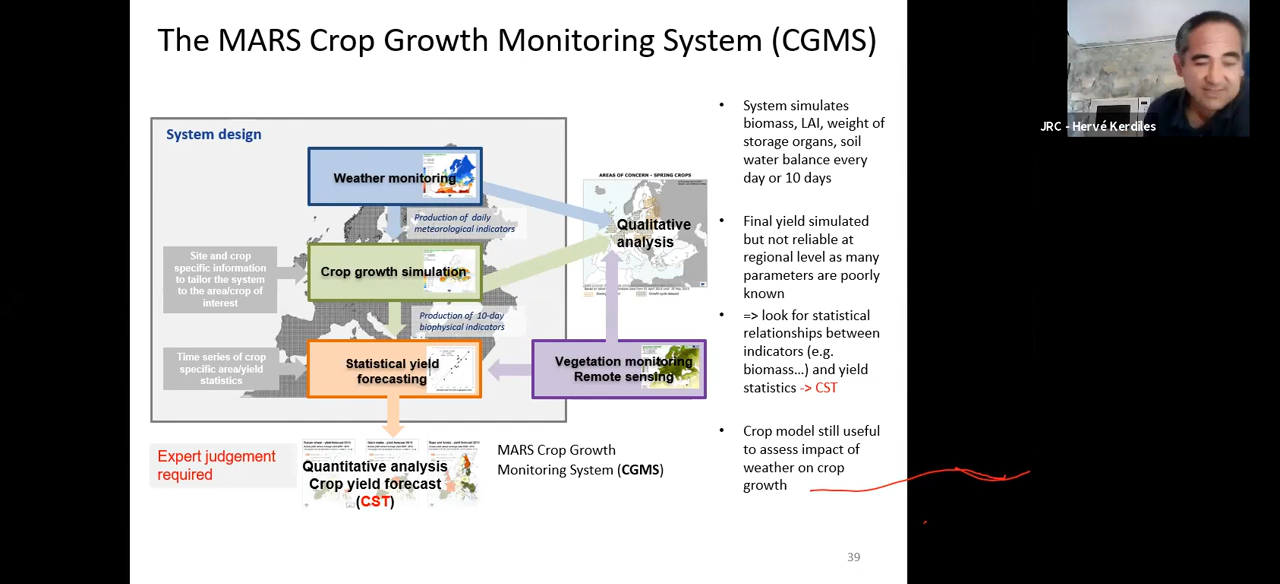 The MARS Crop Growth Monitoring System (CGMS)
JRC - Hervé Kerdiles
System design
Weather monitoring
Production of daily
meteorological indicators
Site and crop
specific information
to tailor the system
to the area/crop of
interest
Crop growth simulation
Production of 10-day
biophysical indicators
Time series of crop
specific area/yield
statistics
Statistical yield
forecasting
AREAS OF CONCERN - SPRING CROPS
Qualitative
analysis
Vegetation monitoring
Remote sensing
Expert judgement
required
Quantitative analysis
Crop yield forecast
(CST)
MARS Crop Growth
Monitoring System (CGMS)
• System simulates
biomass, LAI, weight of
storage organs, soil
water balance every
day or 10 days
• Final yield simulated
but not reliable at
regional level as many
parameters are poorly
known
• => look for statistical
relationships between
indicators (e.g.
biomass...) and yield
statistics -> CST
• Crop model still useful
to assess impact of
weather on crop
growth
39